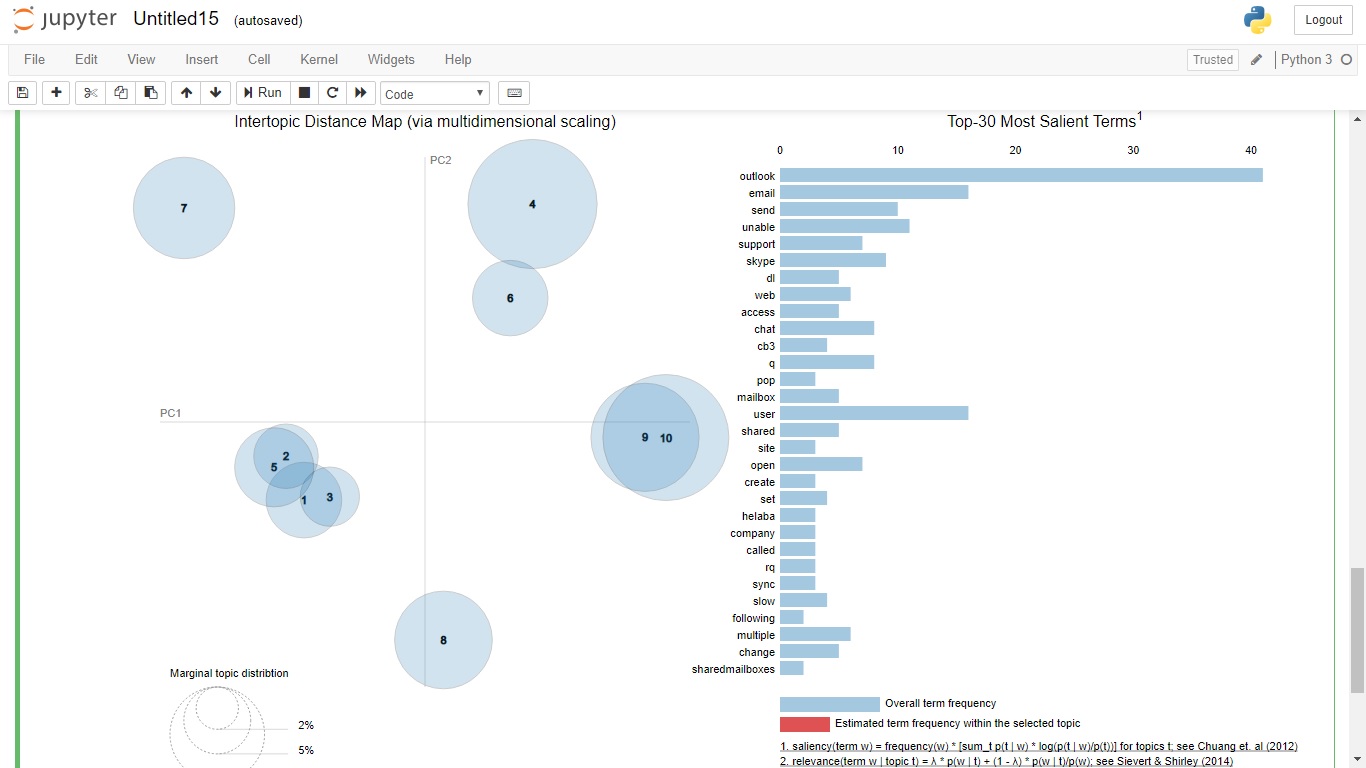 jupyter Untitled15 (autosaved)
Logout
File Edit View Insert Cell Kernel Widgets Help
Trusted Python 3
Run Code
Intertopic Distance Map (via multidimensional scaling)
PC2
PC1
7
4
6
9 10
2
5
1 3
8
Marginal topic distribtion
2%
5%
Top-30 Most Salient Terms1
0 10 20 30 40
outlook
email
send
unable
support
skype
dl
web
access
chat
cb3
q
pop
mailbox
user
shared
site
open
create
set
helaba
company
called
rq
sync
slow
following
multiple
change
sharedmailboxes
Overall term frequency
Estimated term frequency within the selected topic
1. saliency(term w) = frequency(w) * [sum_t p(t | w) * log(p(t | w)/p(t))] for topics t; see Chuang et. al (2012)
2. relevance(term w | topic t) = λ * p(w | t) + (1 - λ) * p(w | t)/p(w); see Sievert & Shirley (2014)